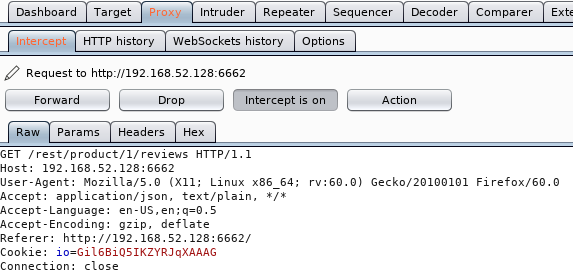 Dashboard Target Proxy Intruder Repeater Sequencer Decoder Comparer Exte
Intercept HTTP history WebSockets history Options
Request to http://192.168.52.128:6662
Forward Drop Intercept is on Action
Raw Params Headers Hex
GET /rest/product/1/reviews HTTP/1.1
Host: 192.168.52.128:6662
User-Agent: Mozilla/5.0 (X11; Linux x86_64; rv:60.0) Gecko/20100101 Firefox/60.0
Accept: application/json, text/plain, */*
Accept-Language: en-US,en;q=0.5
Accept-Encoding: gzip, deflate
Referer: http://192.168.52.128:6662/
Cookie: io=Gil6BiQ5IKZYRJqXAAAG
Connection: close